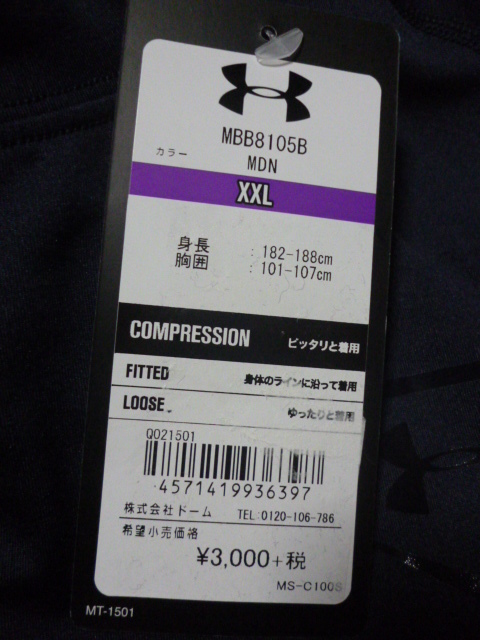 MBB8105B
カラー MDN
XXL
身長 : 182-188cm
胸囲 : 101-107cm
COMPRESSION ピッタリと着用
FITTED 身体のラインに沿って着用
LOOSE ゆったりと着用
Q021501
4571419936397
株式会社ドーム TEL:0120-106-786
希望小売価格
¥3,000+税
MS-C100S
MT-1501